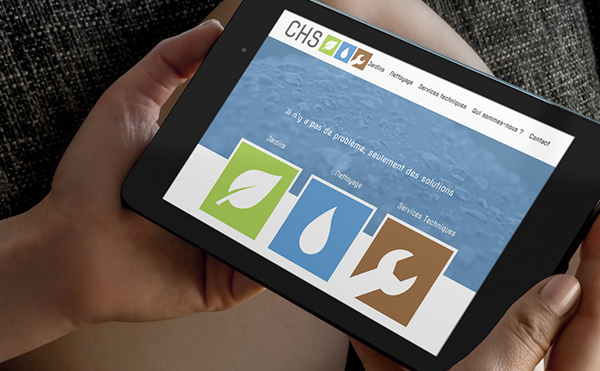 CHS
Jardins Nettoyage Services techniques Qui sommes-nous ? Contact
Il n'y a pas de problème, seulement des solutions
Jardins
Nettoyage
Services Techniques